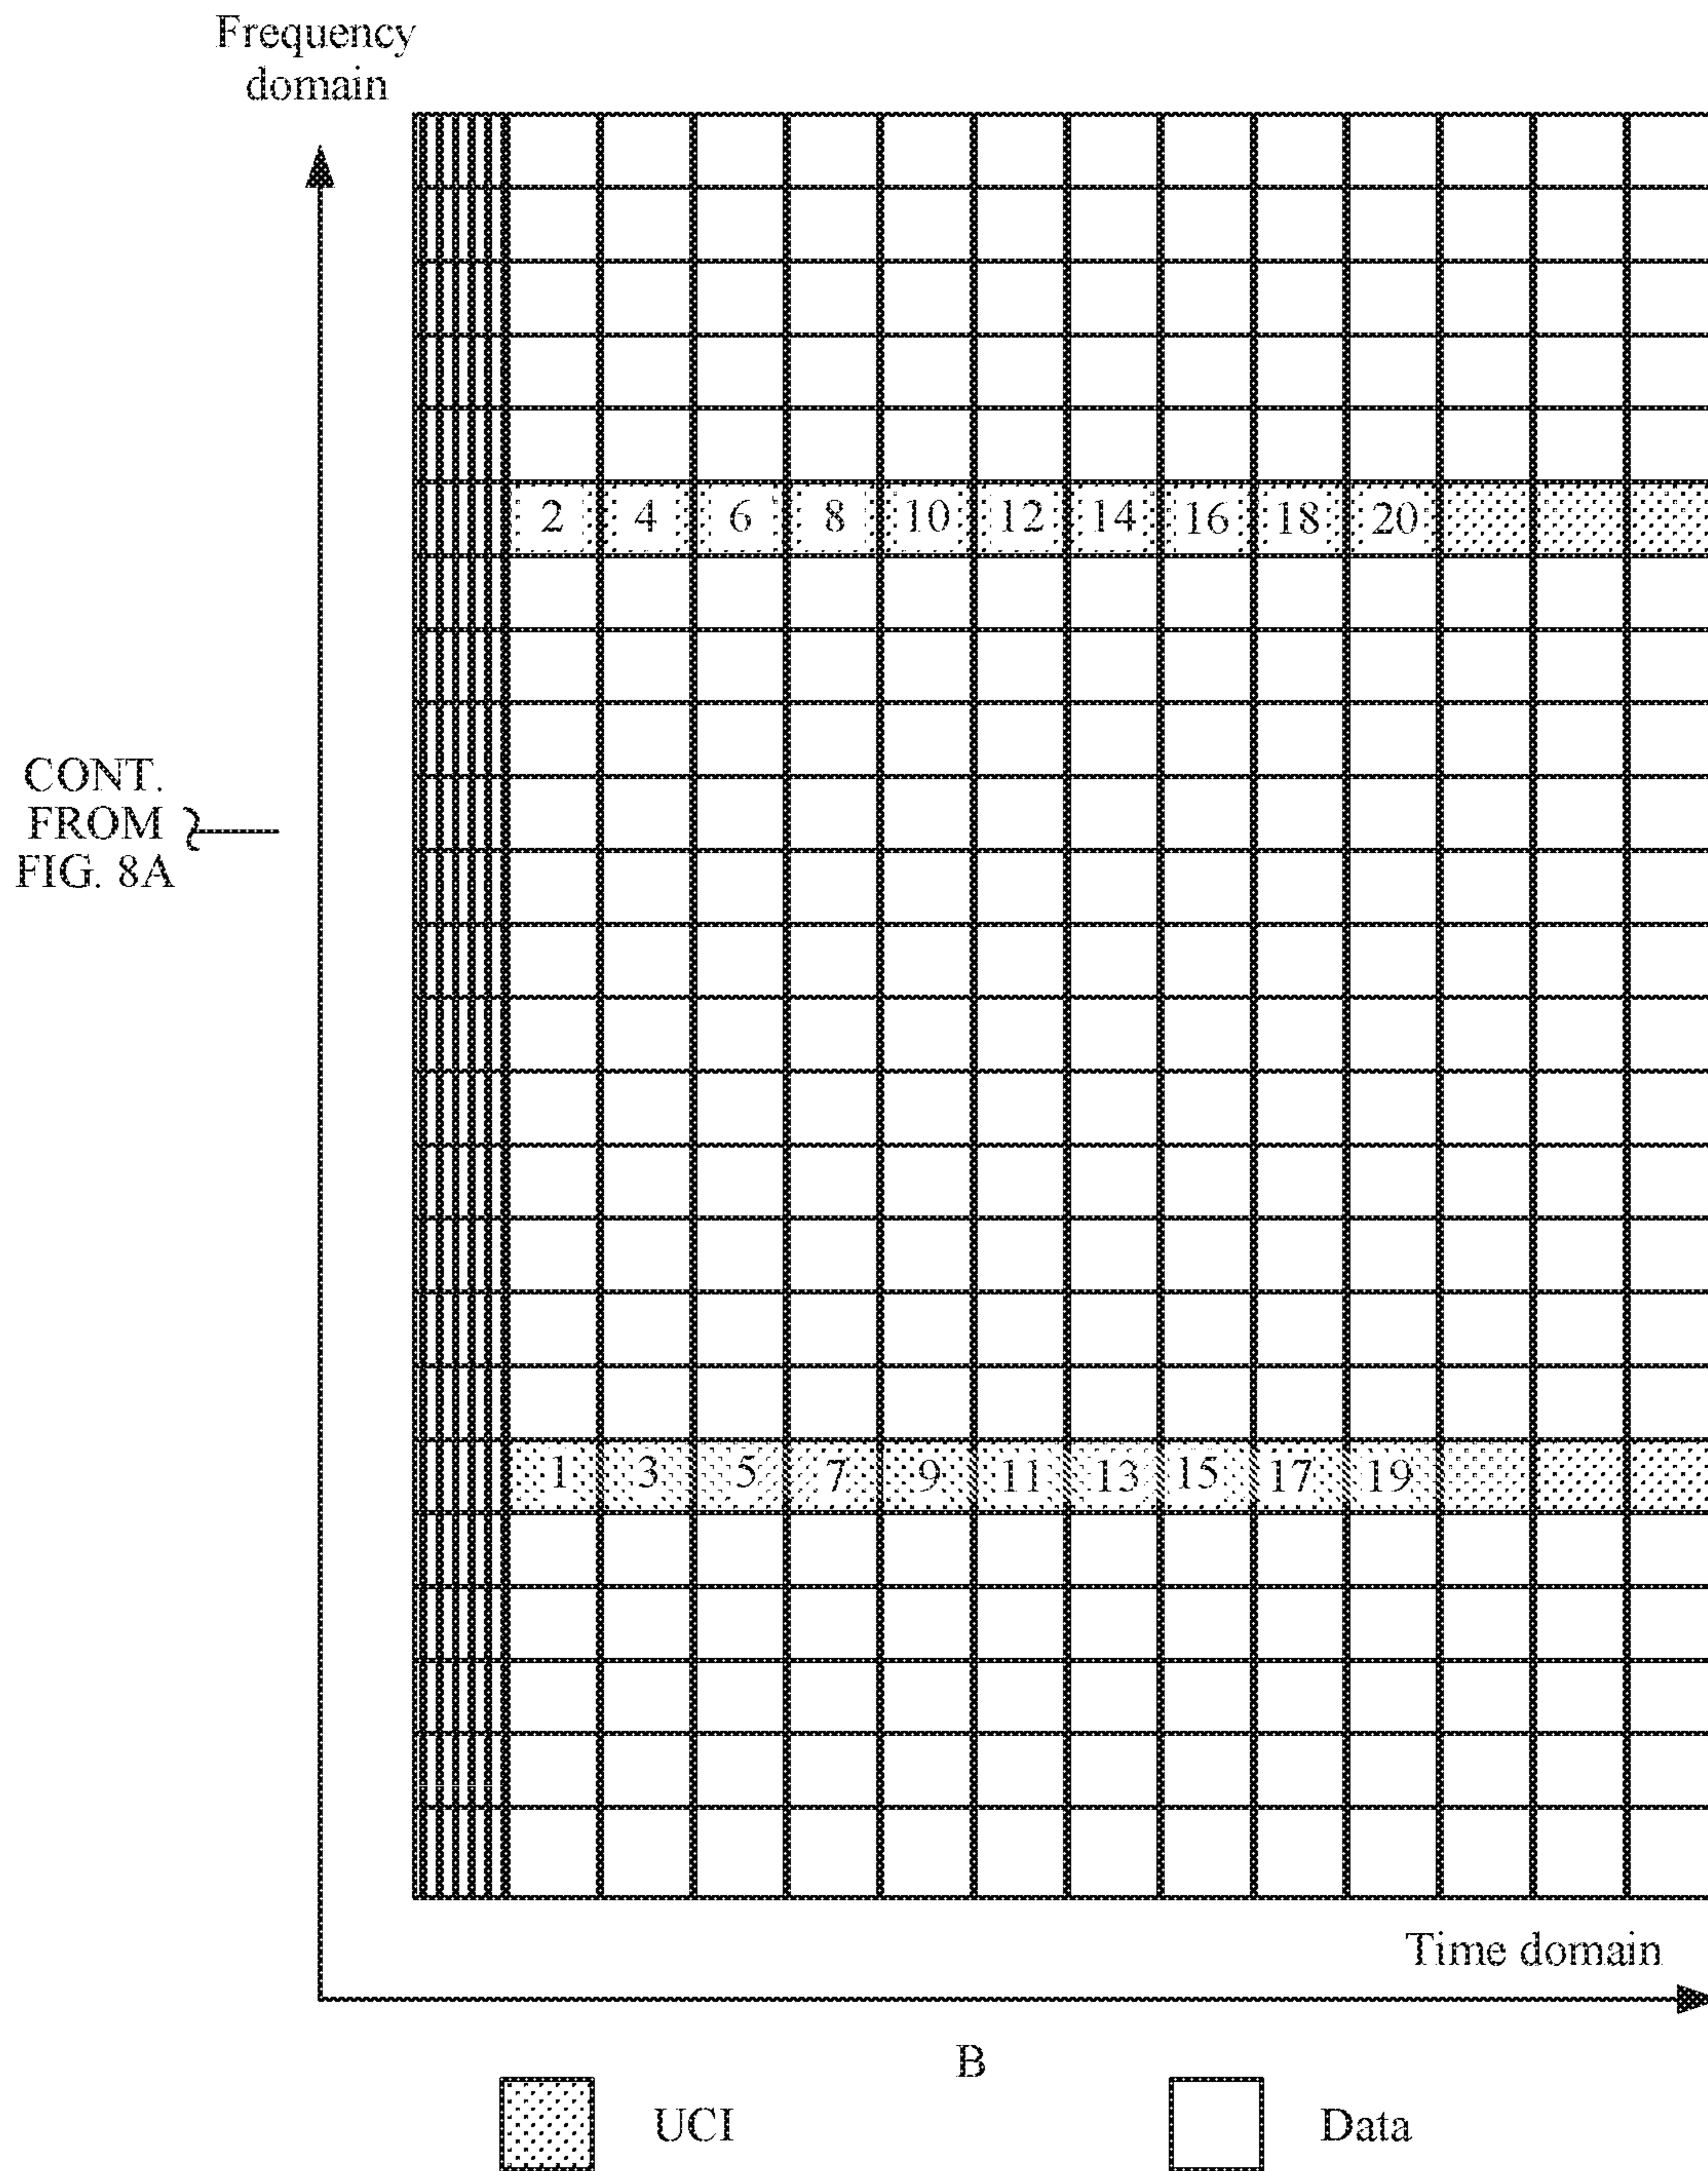 Frequency
domain
2 4 6 8 10 12 14 16 18 20
CONT.
FROM
FIG. 8A
1 3 5 7 9 11 13 15 17 19
Time domain
B
UCI
Data